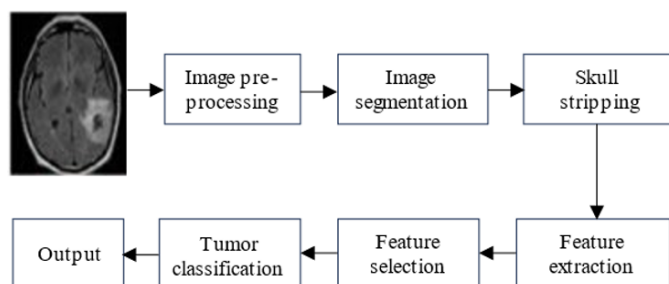 Image pre-
processing
Image
segmentation
Skull
stripping
Feature
extraction
Feature
selection
Tumor
classification
Output